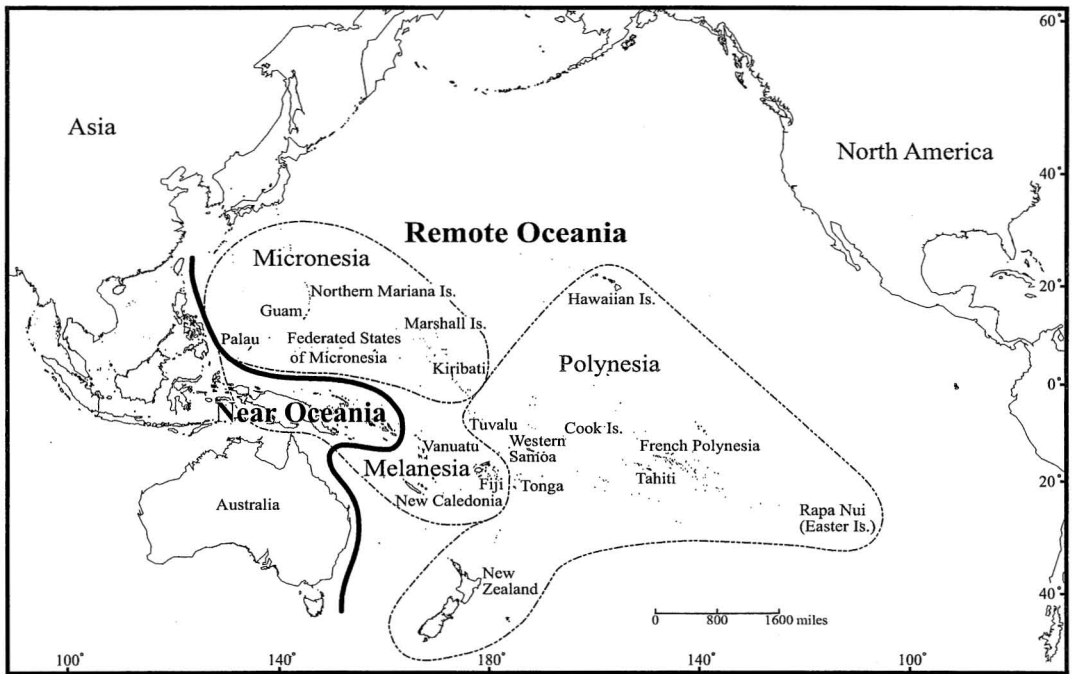 60°
Asia
North America
40°
Remote Oceania
Micronesia
Northern Mariana Is.
Hawaiian Is.
20°
Guam
Marshall Is.
Palau
Federated States
of Micronesia
Polynesia
Kiribati
0°
Near Oceania
Tuvalu
Cook Is.
Vanuatu
Western
Samoa
French Polynesia
Melanesia
Fiji
Tahiti
Tonga
20°
Australia
New Caledonia
Rapa Nui
(Easter Is.)
New
Zealand
40°
0
800
1600 miles
100°
140°
180°
140°
100°